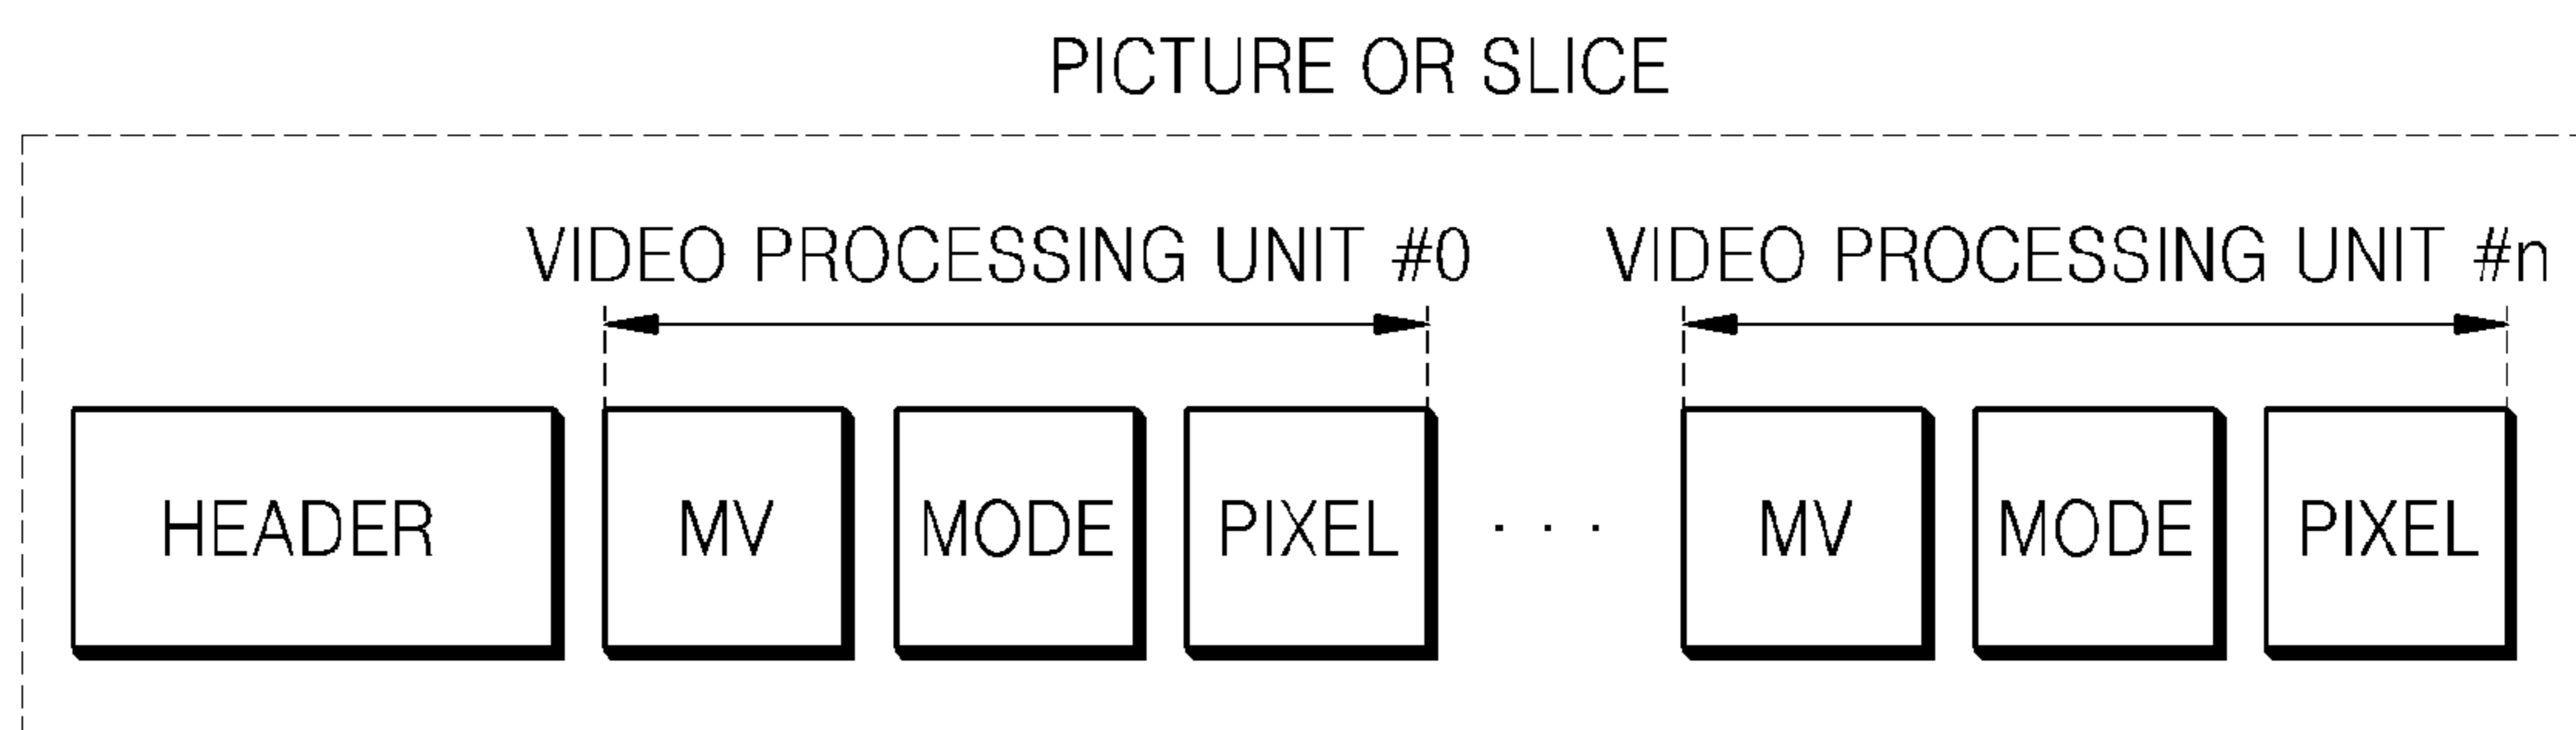 PICTURE OR SLICE
VIDEO PROCESSING UNIT #0 VIDEO PROCESSING UNIT #n
HEADER MV MODE PIXEL . . . MV MODE PIXEL